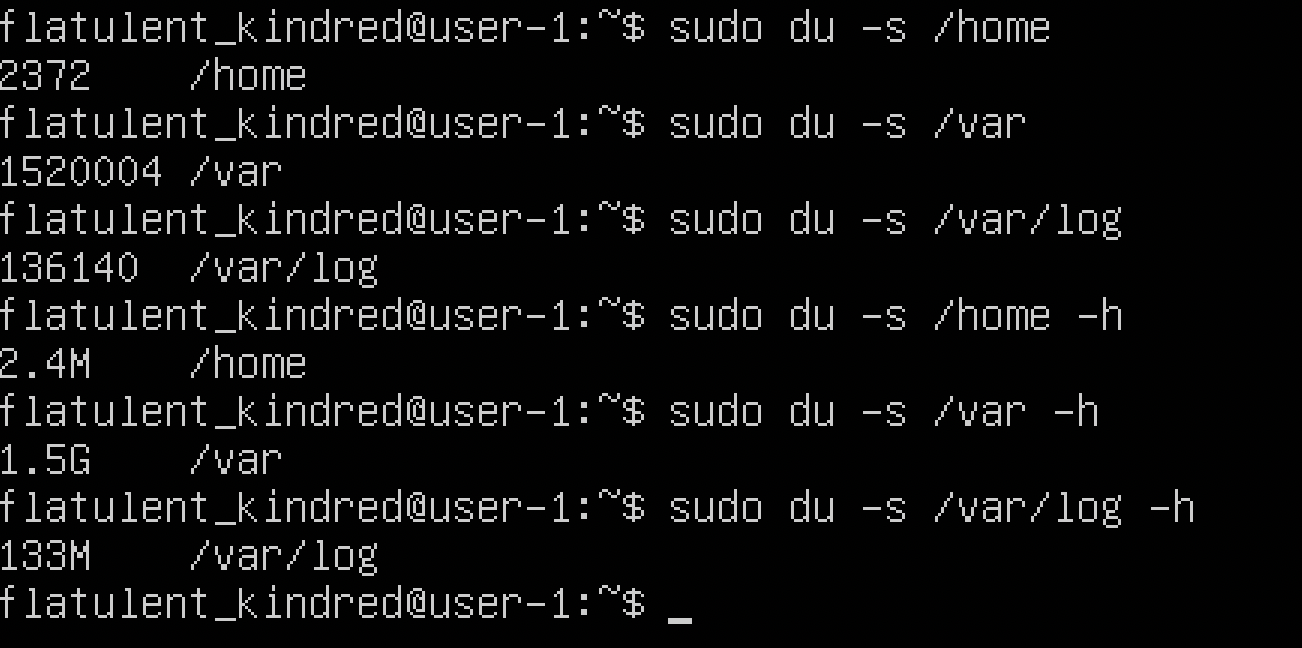 flatulent_kindred@user-1:~$ sudo du -s /home
2372    /home
flatulent_kindred@user-1:~$ sudo du -s /var
1520004 /var
flatulent_kindred@user-1:~$ sudo du -s /var/log
136140  /var/log
flatulent_kindred@user-1:~$ sudo du -s /home -h
2.4M    /home
flatulent_kindred@user-1:~$ sudo du -s /var -h
1.5G    /var
flatulent_kindred@user-1:~$ sudo du -s /var/log -h
133M    /var/log
flatulent_kindred@user-1:~$ _